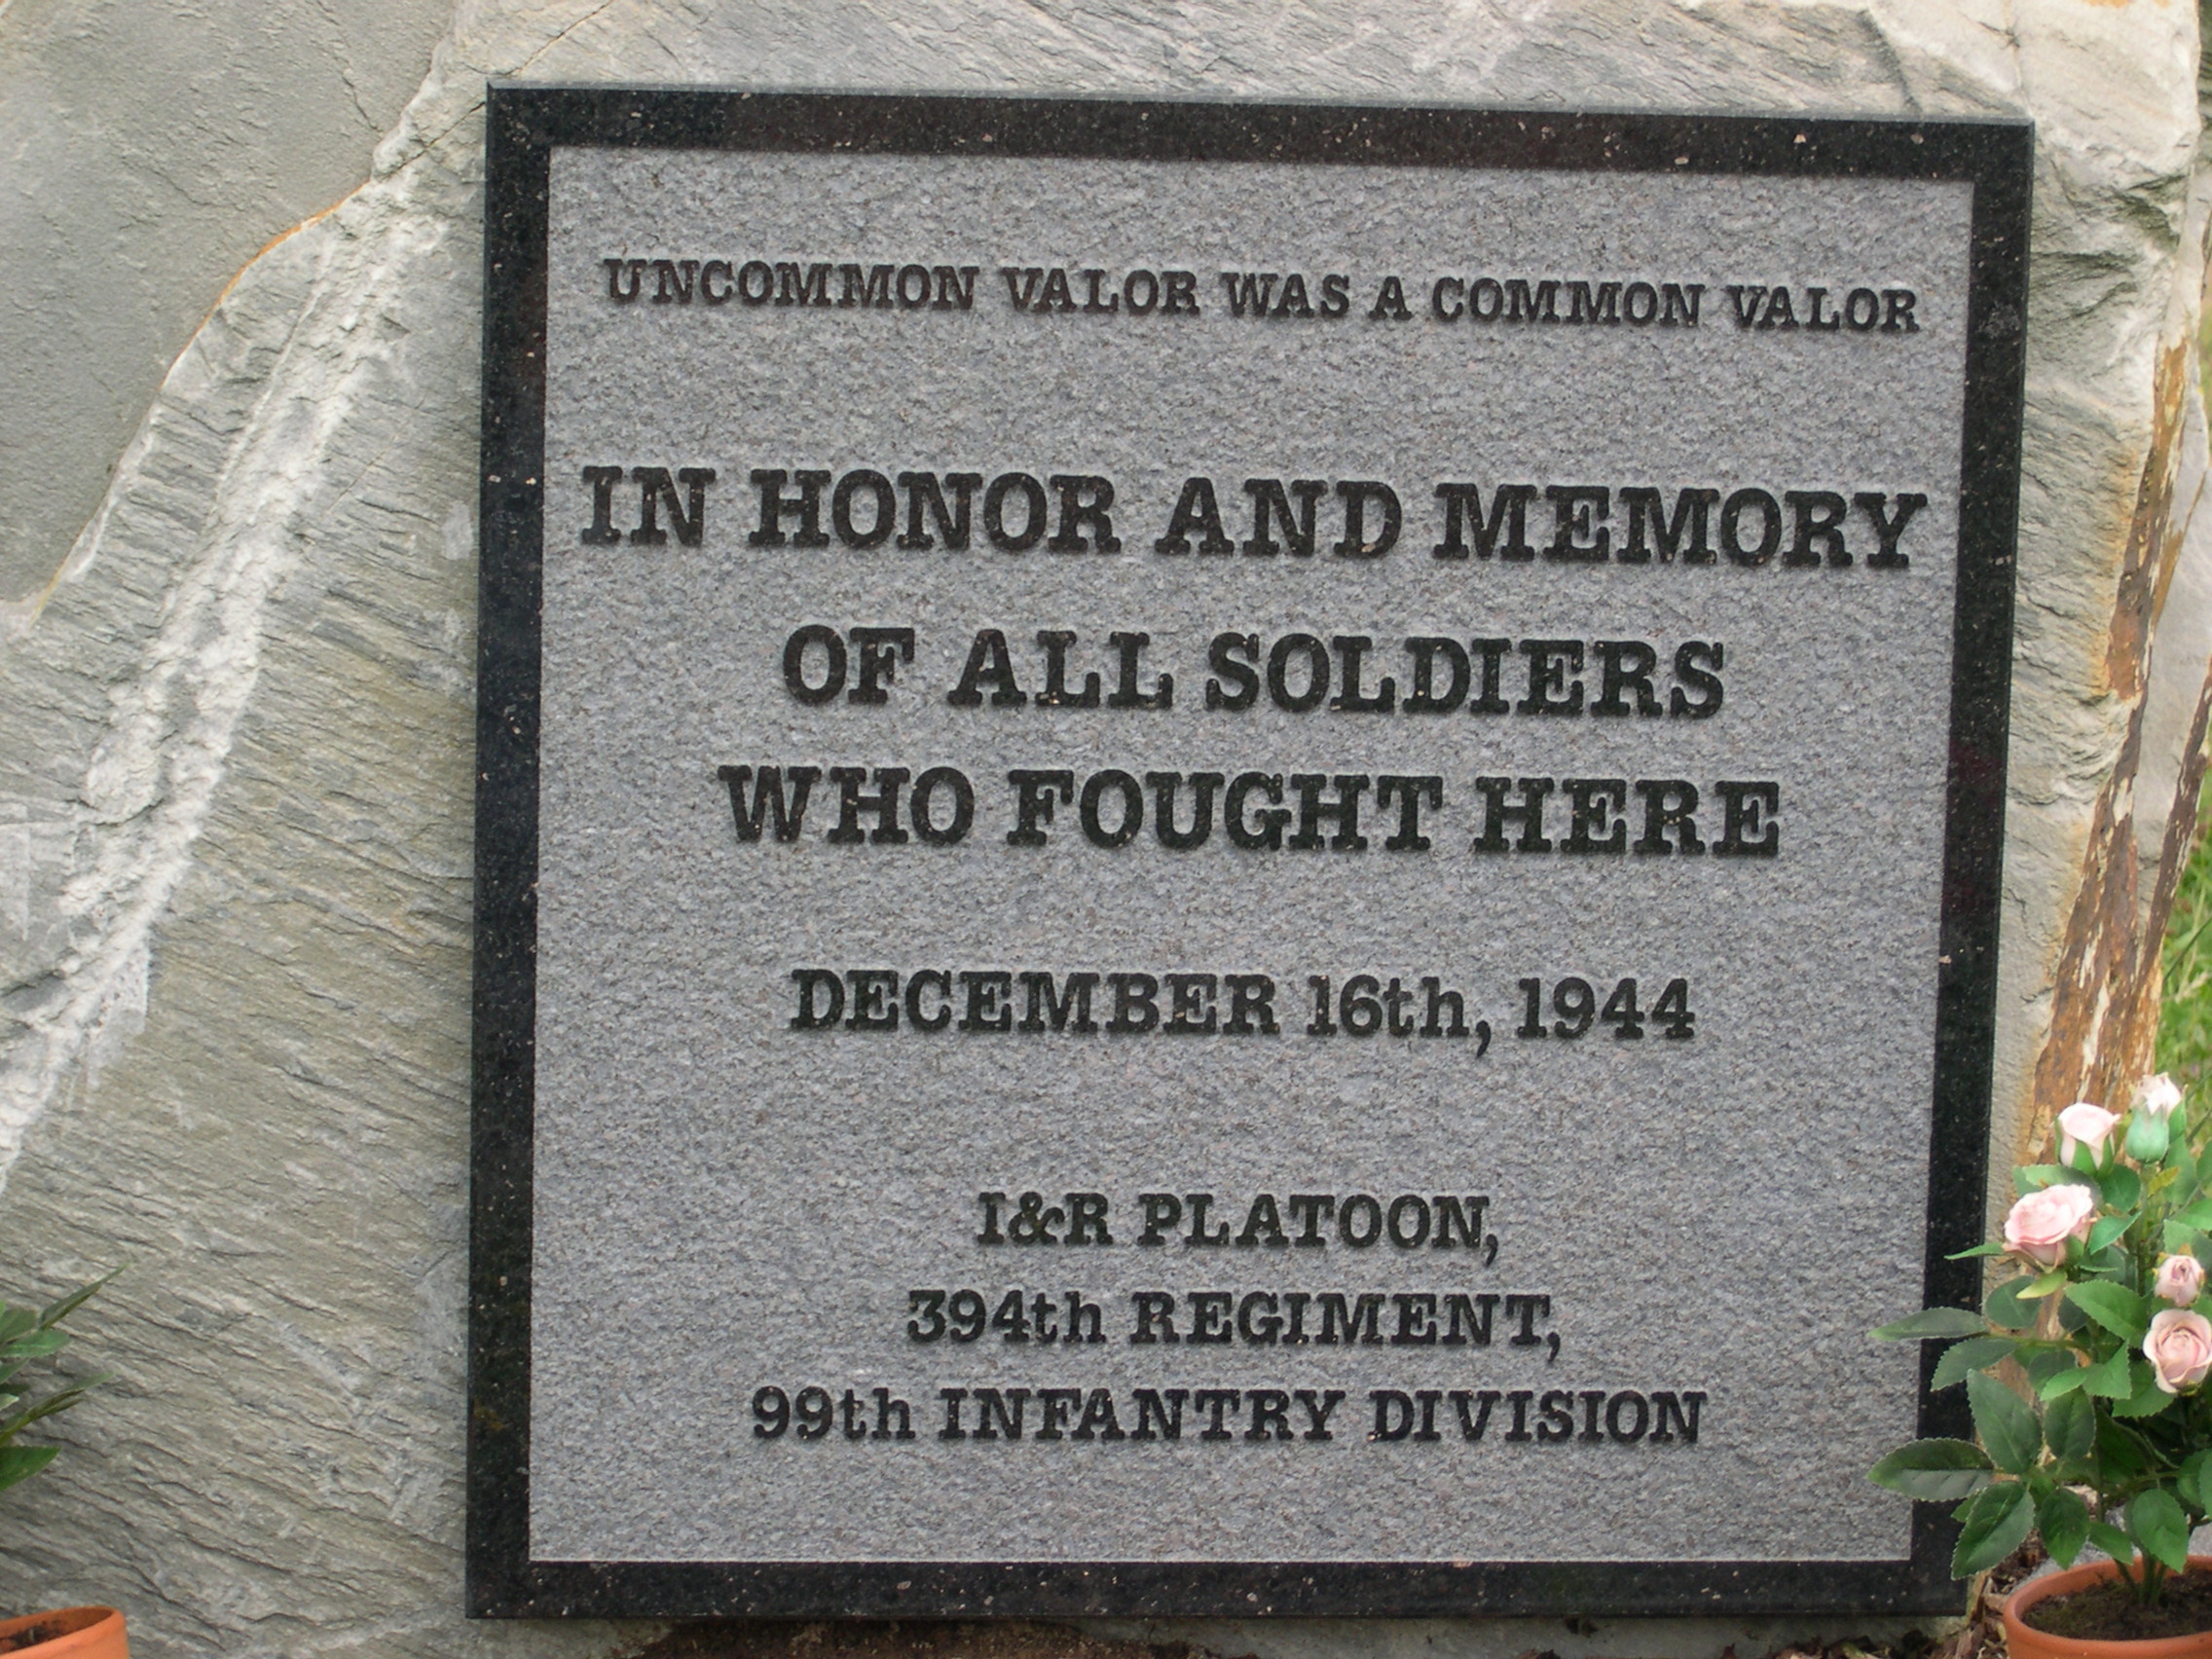 UNCOMMON VALOR WAS A COMMON VALOR
IN HONOR AND MEMORY
OF ALL SOLDIERS
WHO FOUGHT HERE
DECEMBER 16th, 1944
I&R PLATOON,
394th REGIMENT,
99th INFANTRY DIVISION